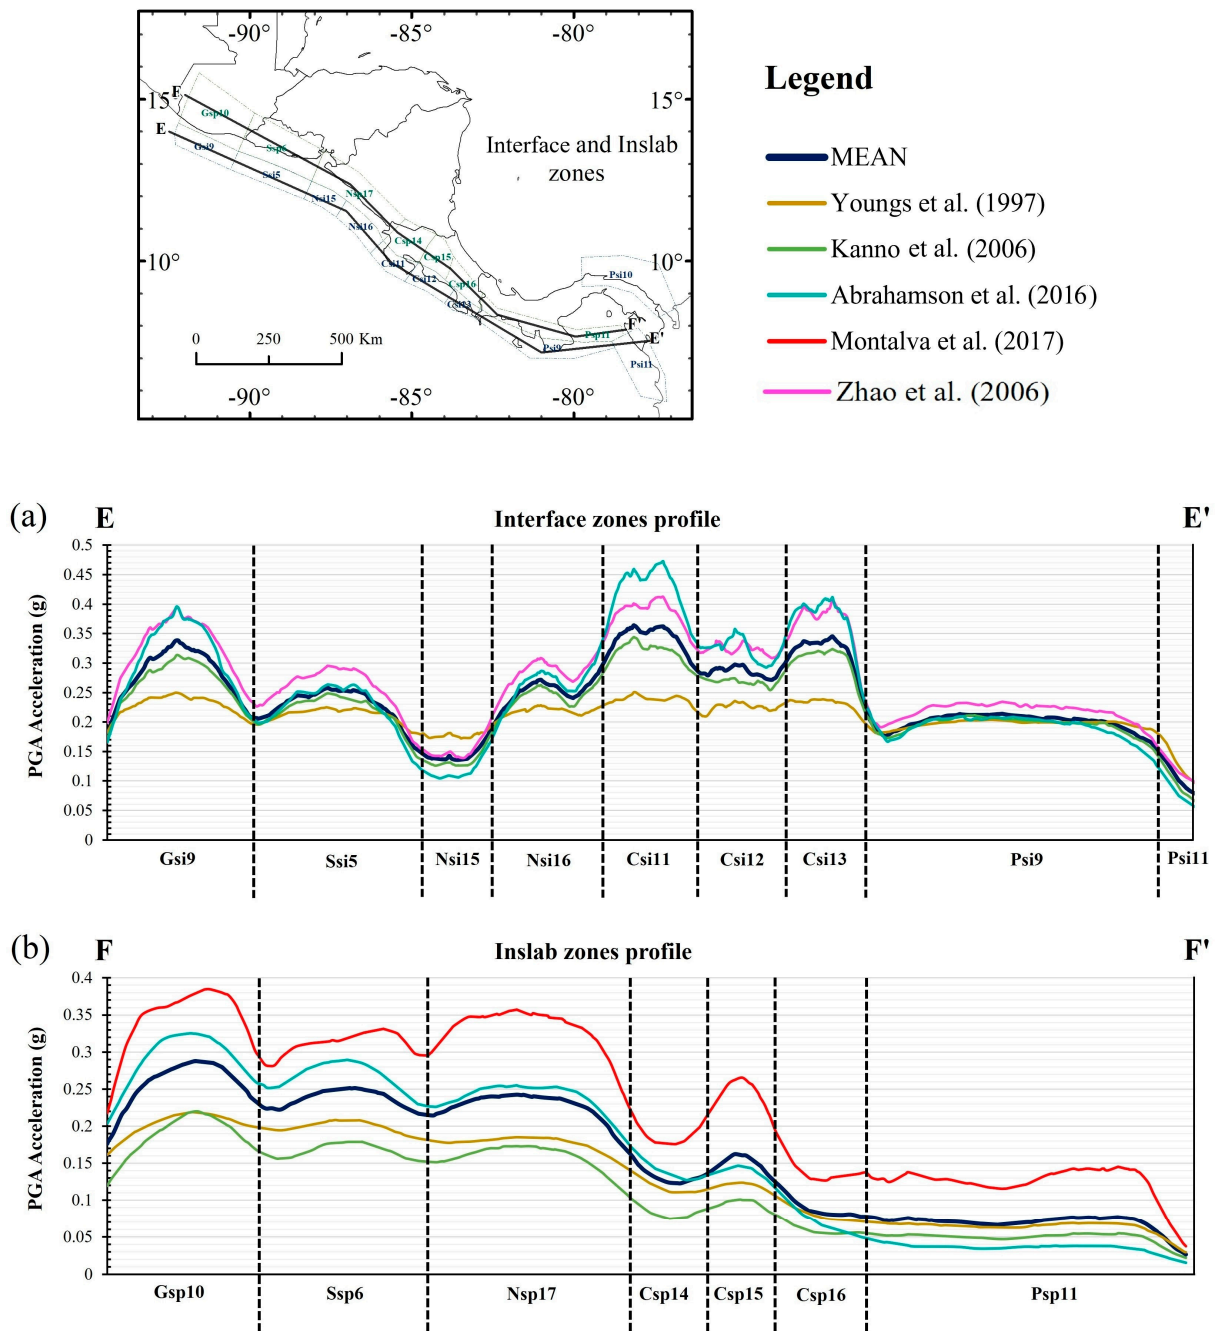 -90° -85° -80°
15° 15°
F
E
Gsp10
Gsi9
Ssp6
Ssi5
Interface and Inslab
zones
Nsp17
Nsi15
Nsi16
Csp14
Csp15
10° 10°
Csi11
Csi12
Csp16
Csi13
Psi10
0 250 500 Km
Psp11
F'
E'
Psi9
Psi11
-90° -85° -80°
Legend
MEAN
Youngs et al. (1997)
Kanno et al. (2006)
Abrahamson et al. (2016)
Montalva et al. (2017)
Zhao et al. (2006)
(a) E Interface zones profile E'
PGA Acceleration (g)
0.5
0.45
0.4
0.35
0.3
0.25
0.2
0.15
0.1
0.05
0
Gsi9 Ssi5 Nsi15 Nsi16 Csi11 Csi12 Csi13 Psi9 Psi11
(b) F Inslab zones profile F'
PGA Acceleration (g)
0.4
0.35
0.3
0.25
0.2
0.15
0.1
0.05
0
Gsp10 Ssp6 Nsp17 Csp14 Csp15 Csp16 Psp11